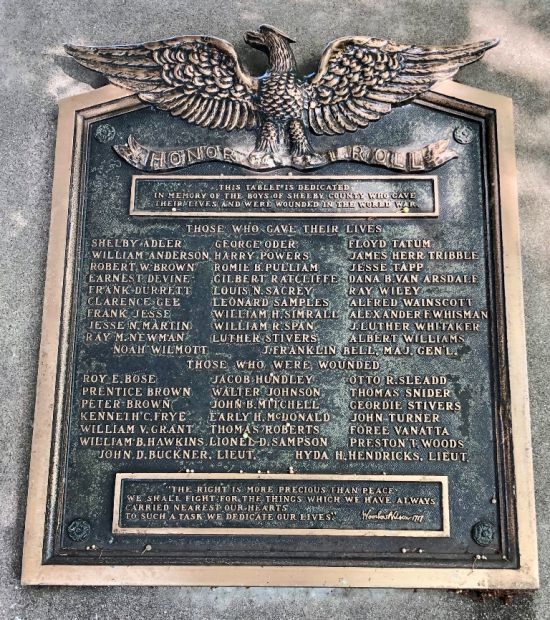 HONOR ROLL
THIS TABLET IS DEDICATED
IN MEMORY OF THE BOYS OF SHELBY COUNTY WHO GAVE
THEIR LIVES AND WERE WOUNDED IN THE WORLD WAR
THOSE WHO GAVE THEIR LIVES
SHELBY ADLER GEORGE ODER FLOYD TATUM
WILLIAM ANDERSON HARRY POWERS JAMES HERR TRIBBLE
ROBERT W. BROWN ROMIE B. PULLIAM JESSE TAPP
EARNEST DEVINE GILBERT RATCLIFFE DANA B. VAN ARSDALE
FRANK DURRETT LOUIS N. SACREY RAY WILEY
CLARENCE GEE LEONARD SAMPLES ALFRED WAINSCOTT
FRANK JESSE WILLIAM H. SIMRALL ALEXANDER F. WHISMAN
JESSE N. MARTIN WILLIAM R. SPAN J. LUTHER WHITAKER
RAY M. NEWMAN LUTHER STIVERS ALBERT WILLIAMS
NOAH WILMOTT J. FRANKLIN BELL, MAJ. GEN'L.
THOSE WHO WERE WOUNDED
ROY E. BOSE JACOB HUNDLEY OTTO R. SLEADD
PRENTICE BROWN WALTER JOHNSON THOMAS SNIDER
PETER BROWN JOHN B. MITCHELL GEORDIE STIVERS
KENNETH C. FRYE EARLY H. McDONALD JOHN TURNER
WILLIAM V. GRANT THOMAS ROBERTS FOREE VANATTA
WILLIAM B. HAWKINS. LIONEL D. SAMPSON PRESTON T. WOODS
JOHN D. BUCKNER, LIEUT. HYDA H. HENDRICKS, LIEUT.
"THE RIGHT IS MORE PRECIOUS THAN PEACE
WE SHALL FIGHT FOR THE THINGS WHICH WE HAVE ALWAYS
CARRIED NEAREST OUR HEARTS
TO SUCH A TASK WE DEDICATE OUR LIVES". Woodrow Wilson 1917